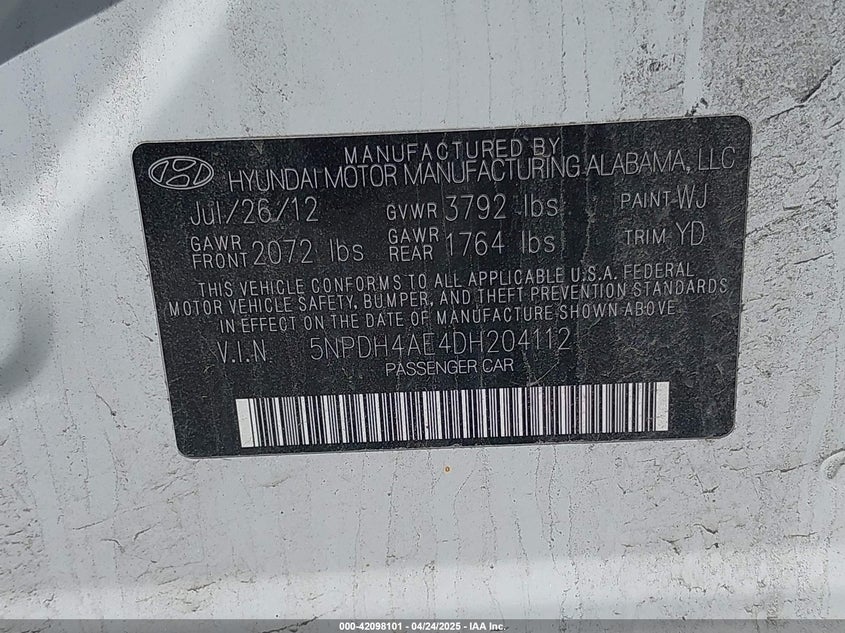 MANUFACTURED BY
HYUNDAI MOTOR MANUFACTURING ALABAMA, LLC
Jul/26/12 GVWR 3792 lbs PAINT WJ
GAWR FRONT 2072 lbs GAWR REAR 1764 lbs TRIM YD
THIS VEHICLE CONFORMS TO ALL APPLICABLE U.S.A. FEDERAL
MOTOR VEHICLE SAFETY, BUMPER, AND THEFT PREVENTION STANDARDS
IN EFFECT ON THE DATE OF MANUFACTURE SHOWN ABOVE
V.I.N. 5NPDH4AE4DH204112
PASSENGER CAR
000-42098101 - 04/24/2025 - IAA Inc.